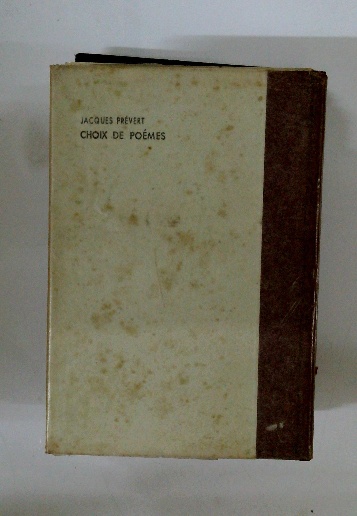 JACQUES PRÉVERT
CHOIX DE POÈMES